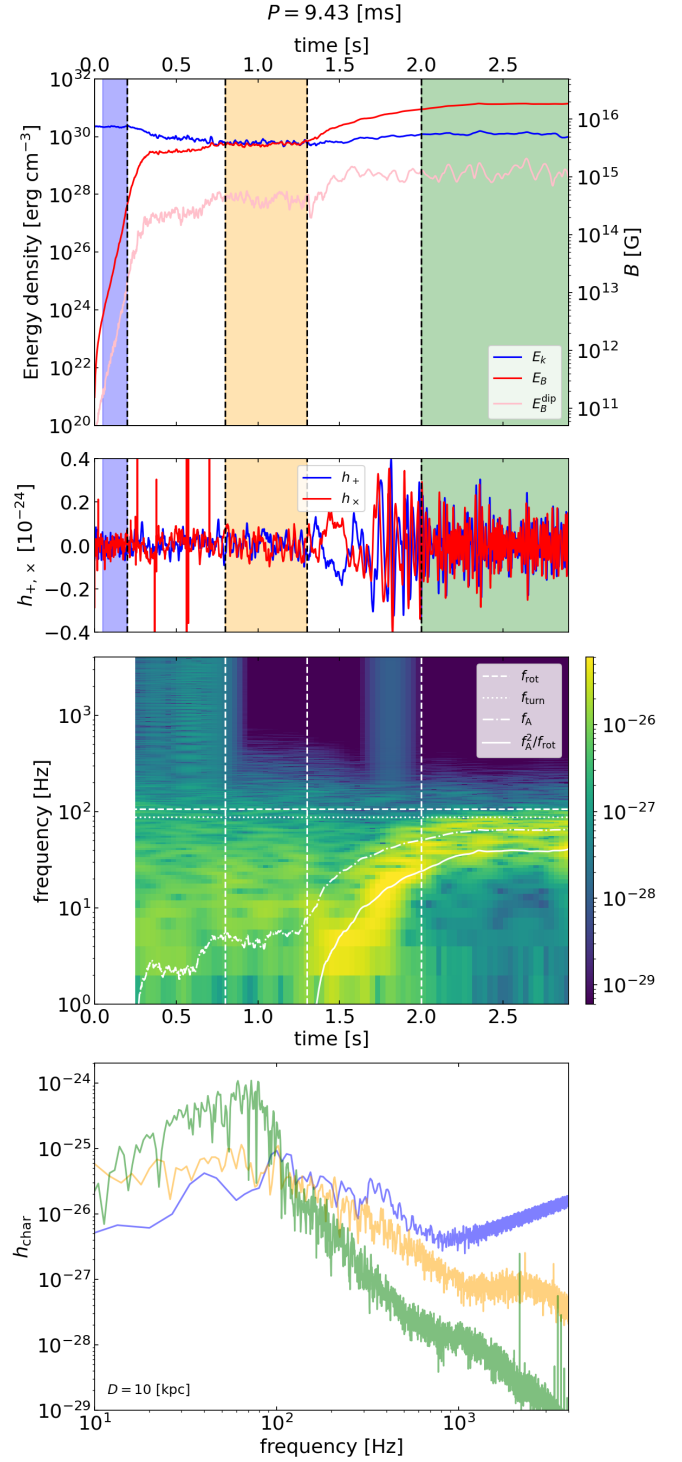 P = 9.43 [ms]
time [s]
0.0 0.5 1.0 1.5 2.0 2.5
10^32
10^30
10^28
10^26
10^24
10^22
10^20
Energy density [erg cm^−3]
10^16
10^15
10^14
10^13
10^12
10^11
B [G]
E_k
E_B
E_B^dip
0.4
0.2
0.0
−0.2
−0.4
h_+,× [10^−24]
h_+
h_×
10^3
10^2
10^1
10^0
frequency [Hz]
f_rot
f_turn
f_A
f_A^2/f_rot
10^−26
10^−27
10^−28
10^−29
0.0 0.5 1.0 1.5 2.0 2.5
time [s]
10^−24
10^−25
10^−26
10^−27
10^−28
10^−29
h_char
D = 10 [kpc]
10^1 10^2 10^3
frequency [Hz]